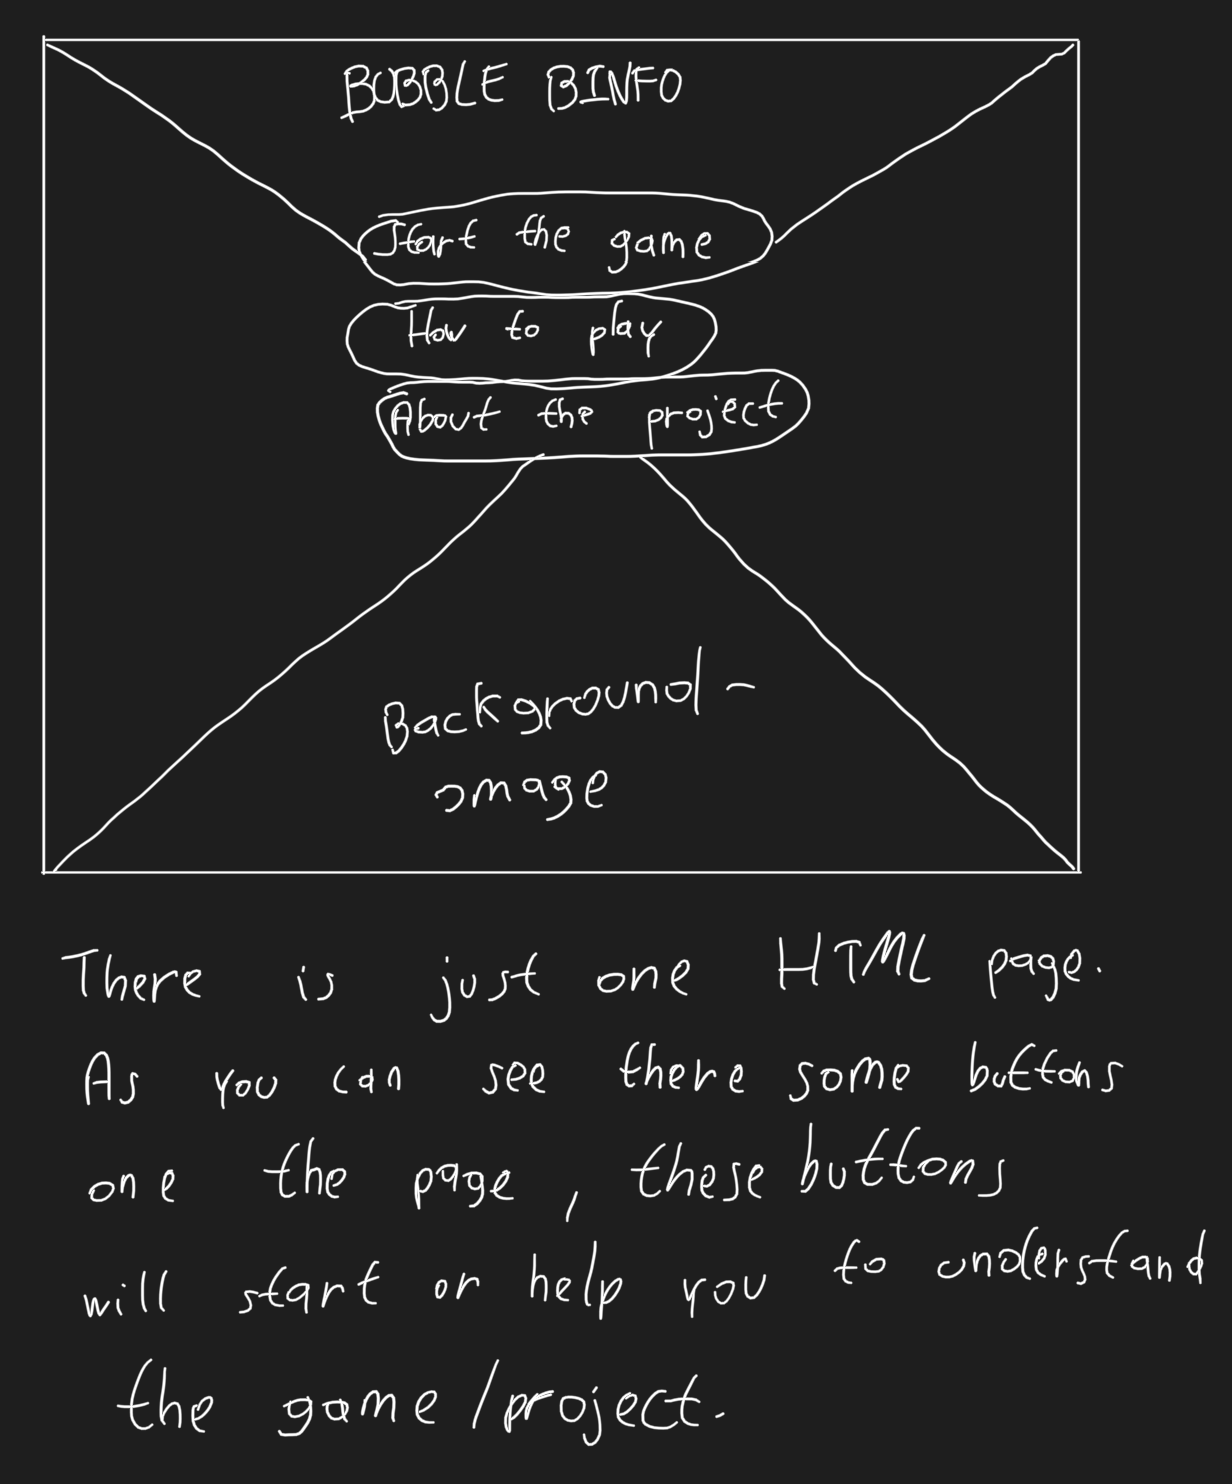 BUBBLE BINFO
Start the game
How to play
About the project
Background-
image
There is just one HTML page.
As you can see there some buttons
one the page, these buttons
will start or help you to understand
the game/project.